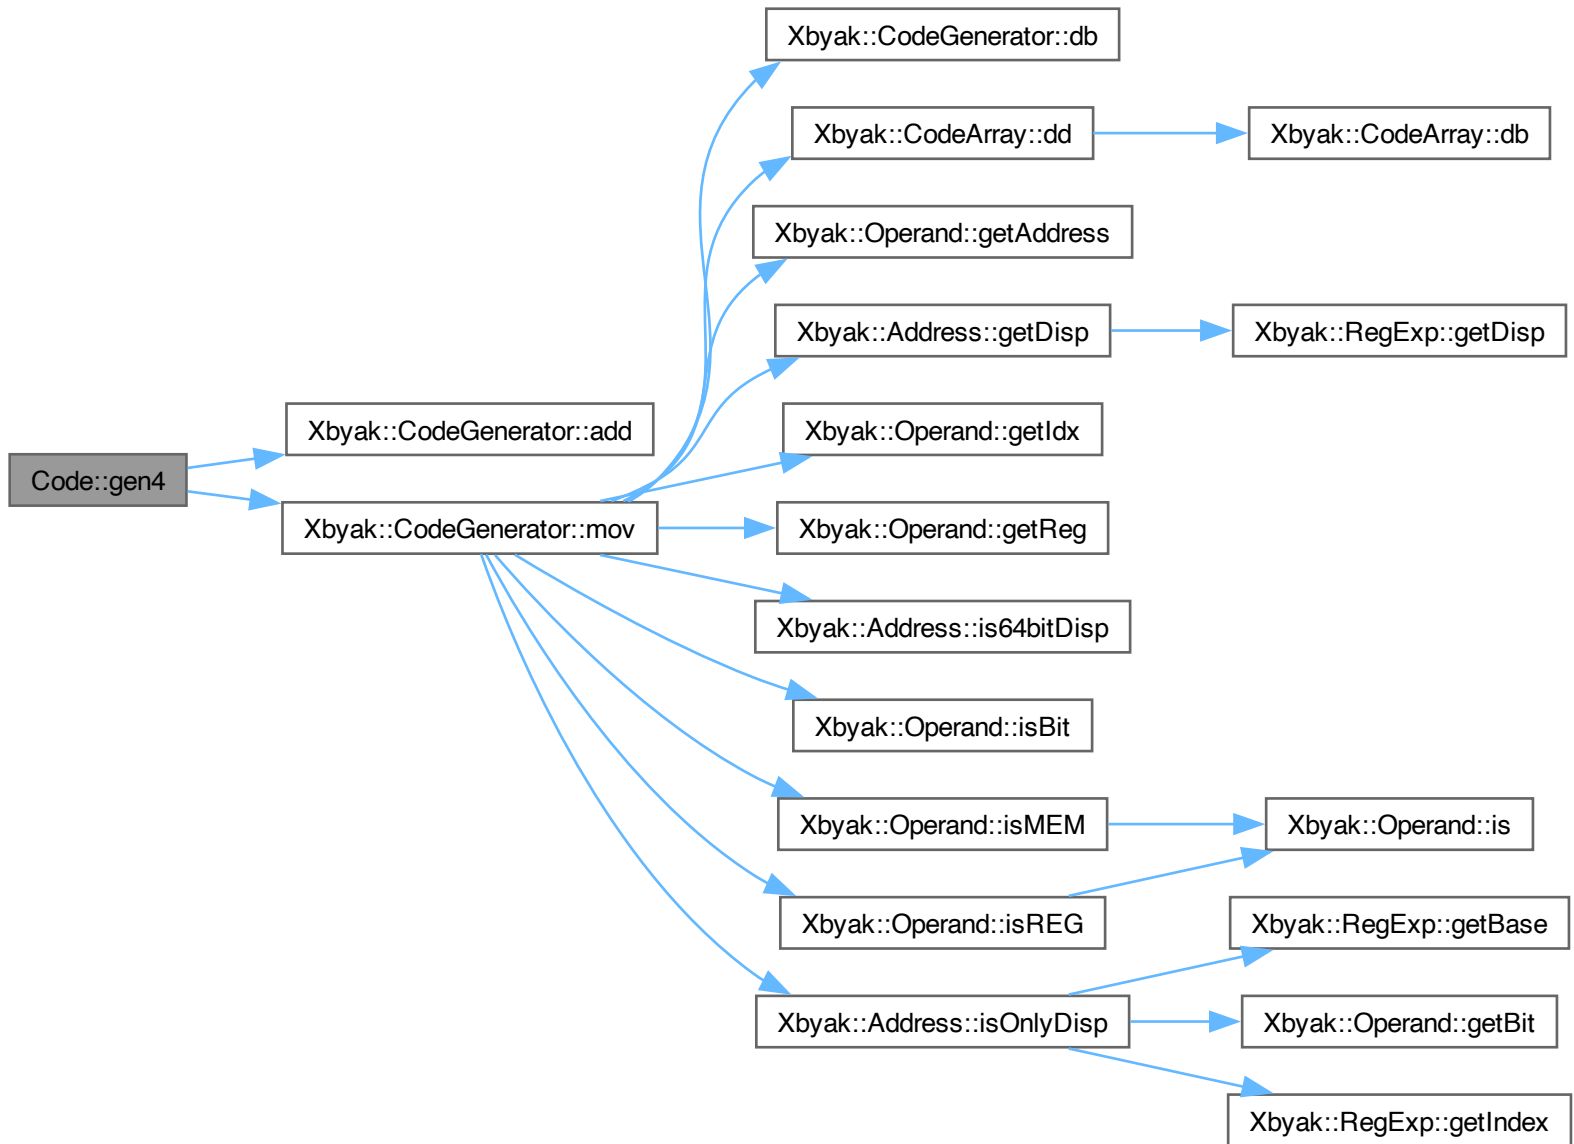 Xbyak::CodeGenerator::db
Xbyak::CodeArray::dd
Xbyak::CodeArray::db
Xbyak::Operand::getAddress
Xbyak::Address::getDisp
Xbyak::RegExp::getDisp
Xbyak::CodeGenerator::add
Xbyak::Operand::getIdx
Code::gen4
Xbyak::CodeGenerator::mov
Xbyak::Operand::getReg
Xbyak::Address::is64bitDisp
Xbyak::Operand::isBit
Xbyak::Operand::isMEM
Xbyak::Operand::is
Xbyak::Operand::isREG
Xbyak::RegExp::getBase
Xbyak::Address::isOnlyDisp
Xbyak::Operand::getBit
Xbyak::RegExp::getIndex